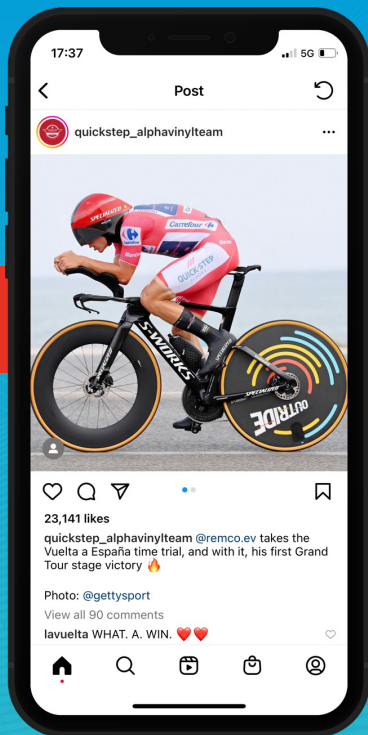 17:37
5G
Post
quickstep_alphavinylteam
SPECIALIZED
Carrefour
QUICK-STEP
S-WORKS
SPECIALIZED
OUTRIDE
23,141 likes
quickstep_alphavinylteam @remco.ev takes the
Vuelta a España time trial, and with it, his first Grand
Tour stage victory 🔥
Photo: @gettysport
View all 90 comments
lavuelta WHAT. A. WIN. ❤️❤️